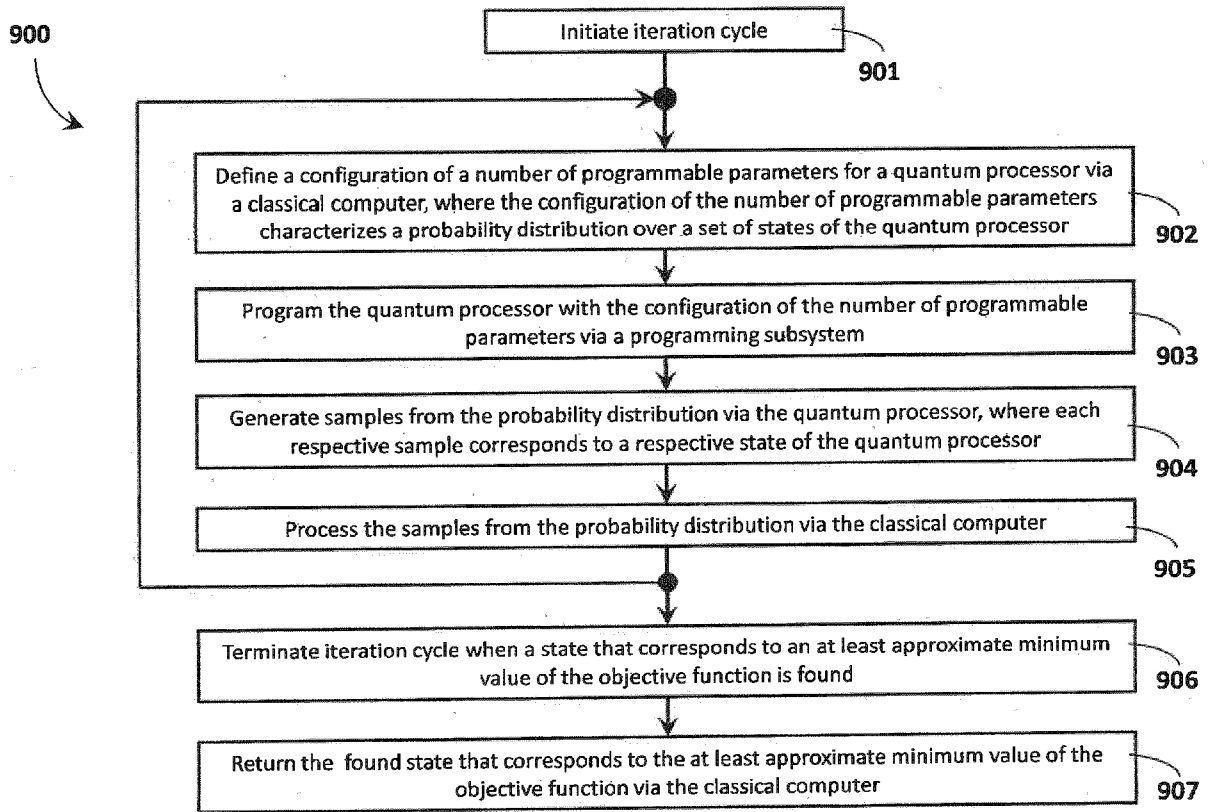 900
Initiate iteration cycle
901
Define a configuration of a number of programmable parameters for a quantum processor via
a classical computer, where the configuration of the number of programmable parameters
characterizes a probability distribution over a set of states of the quantum processor
902
Program the quantum processor with the configuration of the number of programmable
parameters via a programming subsystem
903
Generate samples from the probability distribution via the quantum processor, where each
respective sample corresponds to a respective state of the quantum processor
904
Process the samples from the probability distribution via the classical computer
905
Terminate iteration cycle when a state that corresponds to an at least approximate minimum
value of the objective function is found
906
Return the found state that corresponds to the at least approximate minimum value of the
objective function via the classical computer
907